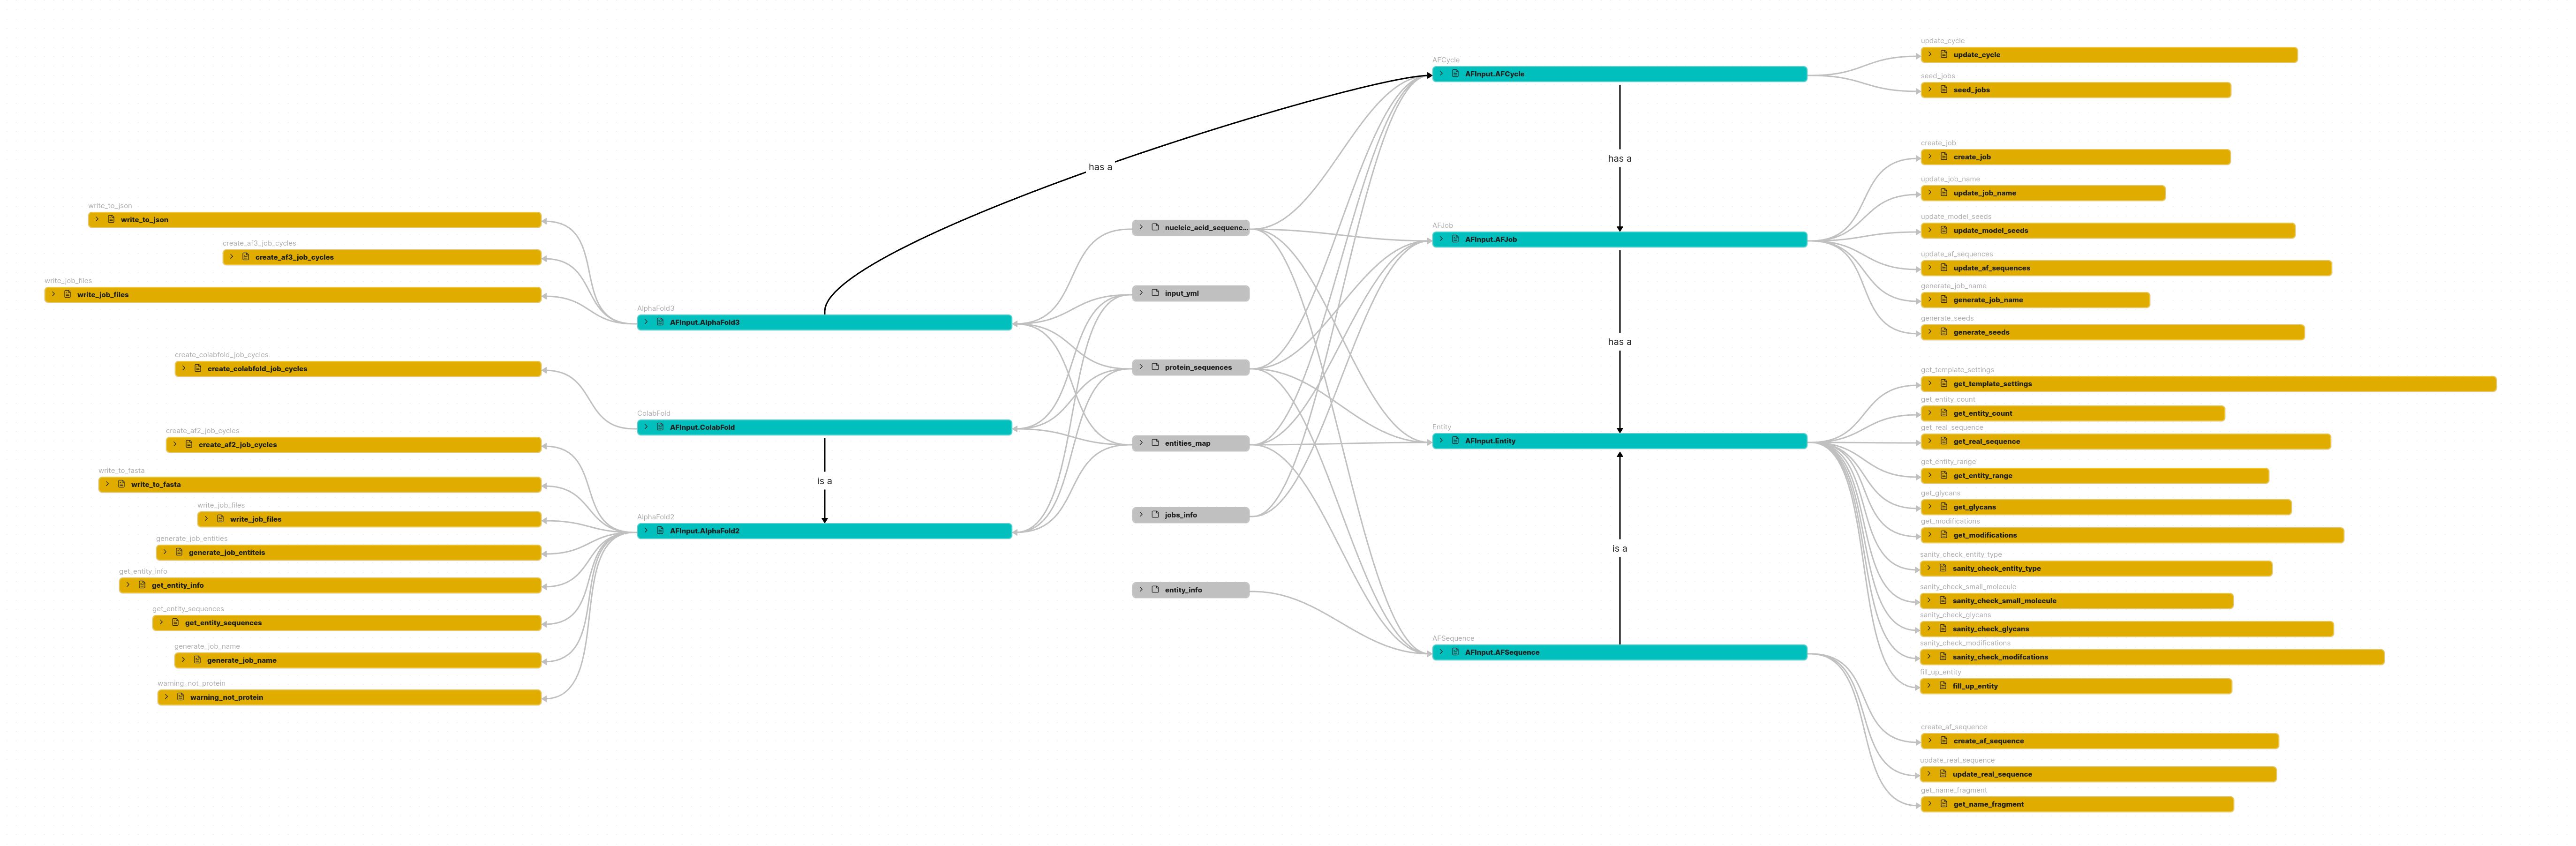 write_to_json
write_to_json
create_af3_job_cycles
create_af3_job_cycles
write_job_files
write_job_files
create_colabfold_job_cycles
create_colabfold_job_cycles
create_af2_job_cycles
create_af2_job_cycles
write_to_fasta
write_to_fasta
write_job_files
write_job_files
generate_job_entities
generate_job_entiteis
get_entity_info
get_entity_info
get_entity_sequences
get_entity_sequences
generate_job_name
generate_job_name
warning_not_protein
warning_not_protein
AlphaFold3
AFInput.AlphaFold3
ColabFold
AFInput.ColabFold
is a
AlphaFold2
AFInput.AlphaFold2
has a
nucleic_acid_sequenc...
input_yml
protein_sequences
entities_map
jobs_info
entity_info
AFCycle
AFInput.AFCycle
has a
AFJob
AFInput.AFJob
has a
Entity
AFInput.Entity
is a
AFSequence
AFInput.AFSequence
update_cycle
update_cycle
seed_jobs
seed_jobs
create_job
create_job
update_job_name
update_job_name
update_model_seeds
update_model_seeds
update_af_sequences
update_af_sequences
generate_job_name
generate_job_name
generate_seeds
generate_seeds
get_template_settings
get_template_settings
get_entity_count
get_entity_count
get_real_sequence
get_real_sequence
get_entity_range
get_entity_range
get_glycans
get_glycans
get_modifications
get_modifications
sanity_check_entity_type
sanity_check_entity_type
sanity_check_small_molecule
sanity_check_small_molecule
sanity_check_glycans
sanity_check_glycans
sanity_check_modifications
sanity_check_modifcations
fill_up_entity
fill_up_entity
create_af_sequence
create_af_sequence
update_real_sequence
update_real_sequence
get_name_fragment
get_name_fragment